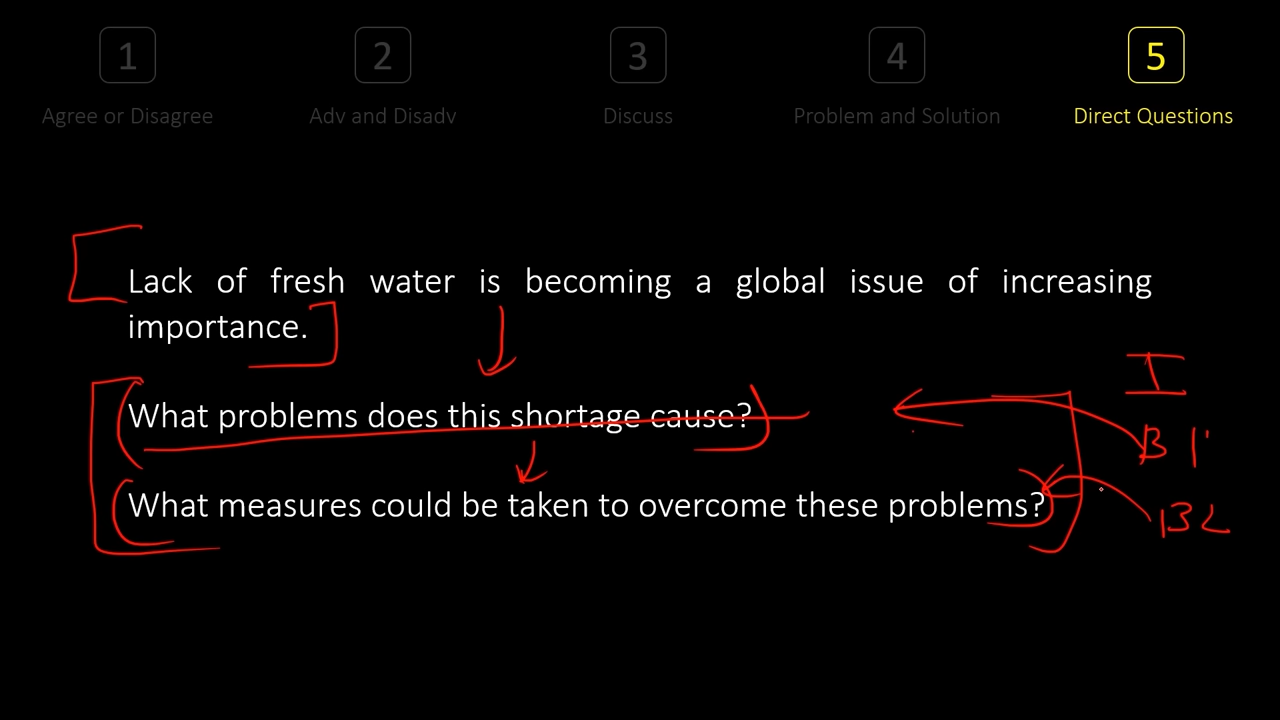 1 2 3 4 5
Agree or Disagree Adv and Disadv Discuss Problem and Solution Direct Questions
Lack of fresh water is becoming a global issue of increasing
importance.
I
What problems does this shortage cause?
B1
What measures could be taken to overcome these problems?
B2